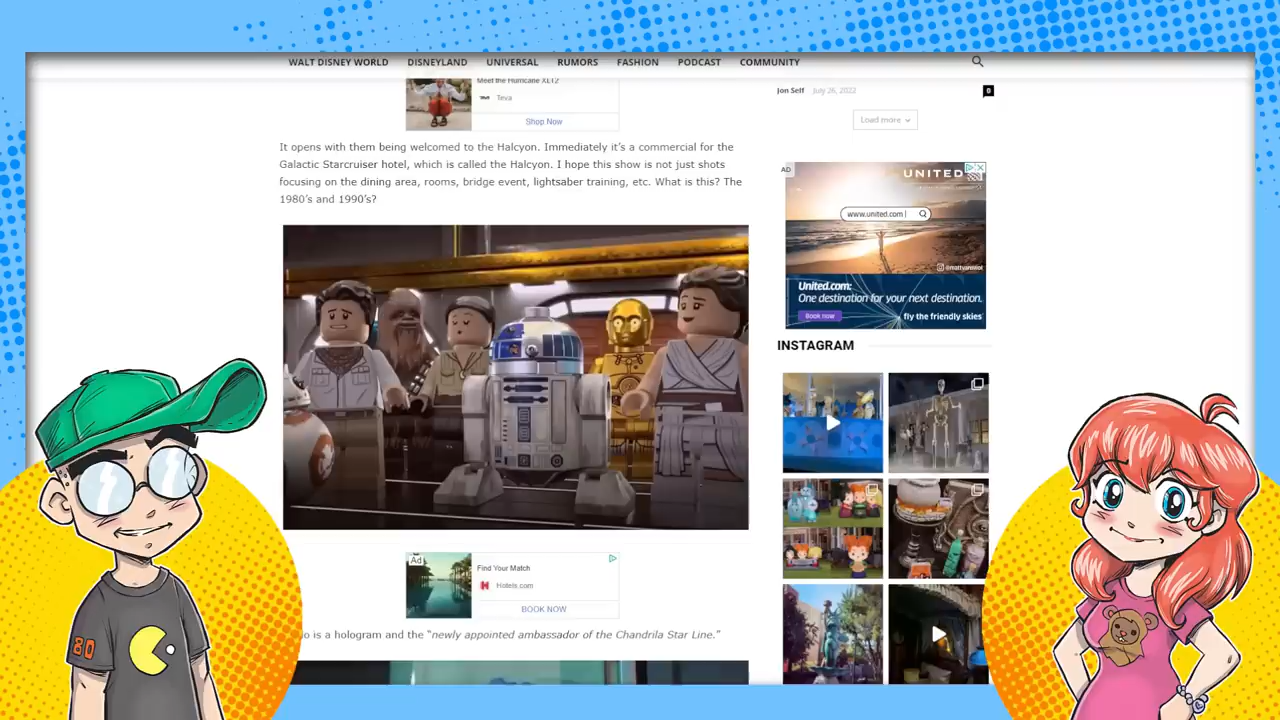 WALT DISNEY WORLD DISNEYLAND UNIVERSAL RUMORS FASHION PODCAST COMMUNITY
Meet the Hurricane XLT2
Teva
Shop Now
It opens with them being welcomed to the Halcyon. Immediately it's a commercial for the
Galactic Starcruiser hotel, which is called the Halcyon. I hope this show is not just shots
focusing on the dining area, rooms, bridge event, lightsaber training, etc. What is this? The
1980's and 1990's?
Ad
Find Your Match
Hotels.com
BOOK NOW
is a hologram and the "newly appointed ambassador of the Chandrila Star Line."
Jon Self July 26, 2022 0
Load more
AD
UNITED
www.united.com
United.com:
One destination for your next destination.
Book now
fly the friendly skies
INSTAGRAM
80